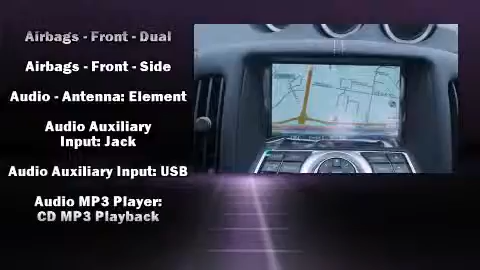 Airbags - Front - Dual
Airbags - Front - Side
Audio - Antenna: Element
Audio Auxiliary
Input: Jack
Audio Auxiliary Input: USB
Audio MP3 Player:
CD MP3 Playback